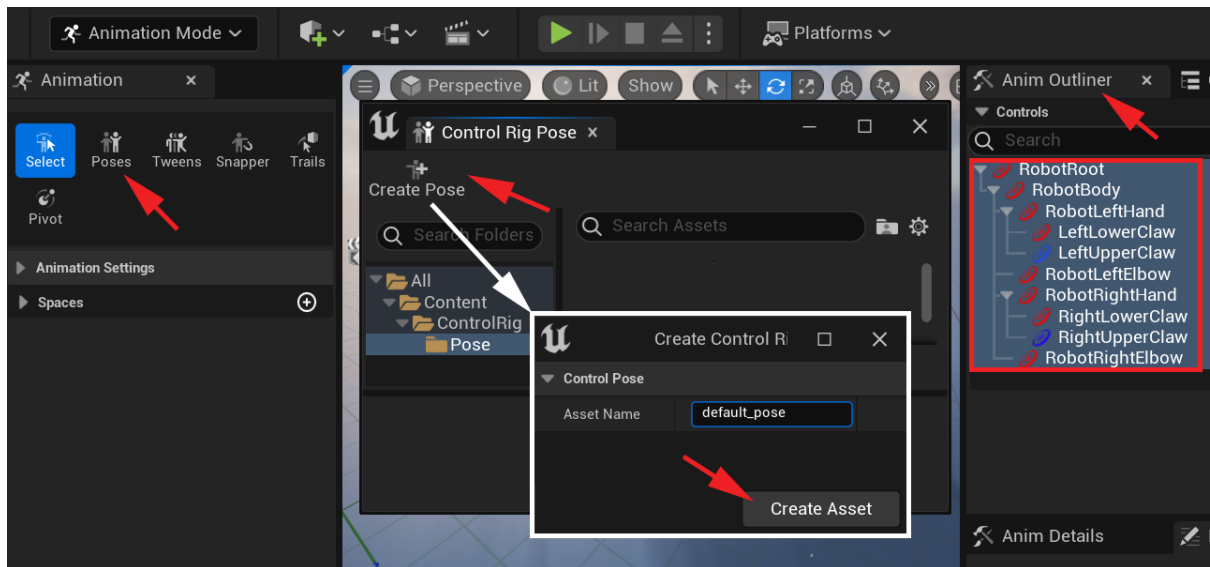 Animation Mode
Platforms
Animation
Select
Poses
Tweens
Snapper
Trails
Pivot
Animation Settings
Spaces
Perspective
Lit
Show
Control Rig Pose
Create Pose
Search Folders
Search Assets
All
Content
ControlRig
Pose
Create Control Ri
Control Pose
Asset Name
default_pose
Create Asset
Anim Outliner
Controls
Search
RobotRoot
RobotBody
RobotLeftHand
LeftLowerClaw
LeftUpperClaw
RobotLeftElbow
RobotRightHand
RightLowerClaw
RightUpperClaw
RobotRightElbow
Anim Details